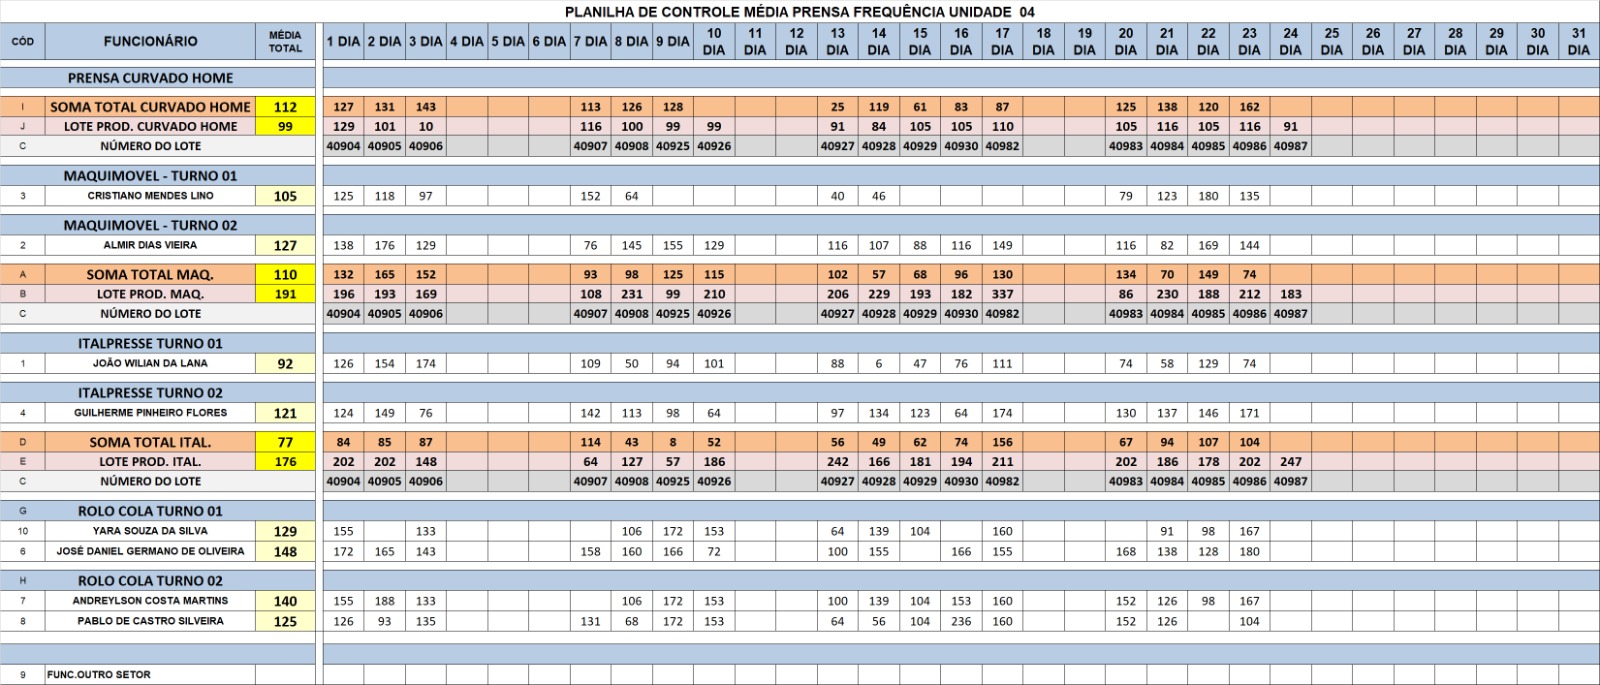 PLANILHA DE CONTROLE MÉDIA PRENSA FREQUÊNCIA UNIDADE 04
CÓD FUNCIONÁRIO MÉDIA TOTAL 1 DIA 2 DIA 3 DIA 4 DIA 5 DIA 6 DIA 7 DIA 8 DIA 9 DIA 10 DIA 11 DIA 12 DIA 13 DIA 14 DIA 15 DIA 16 DIA 17 DIA 18 DIA 19 DIA 20 DIA 21 DIA 22 DIA 23 DIA 24 DIA 25 DIA 26 DIA 27 DIA 28 DIA 29 DIA 30 DIA 31 DIA
PRENSA CURVADO HOME
I SOMA TOTAL CURVADO HOME 112 127 131 143 113 126 128 25 119 61 83 87 125 138 120 162
J LOTE PROD. CURVADO HOME 99 129 101 10 116 100 99 99 91 84 105 105 110 105 116 105 116 91
C NÚMERO DO LOTE 40904 40905 40906 40907 40908 40925 40926 40927 40928 40929 40930 40982 40983 40984 40985 40986 40987
MAQUIMOVEL - TURNO 01
3 CRISTIANO MENDES LINO 105 125 118 97 152 64 40 46 79 123 180 135
MAQUIMOVEL - TURNO 02
2 ALMIR DIAS VIEIRA 127 138 176 129 76 145 155 129 116 107 88 116 149 116 82 169 144
A SOMA TOTAL MAQ. 110 132 165 152 93 98 125 115 102 57 68 96 130 134 70 149 74
B LOTE PROD. MAQ. 191 196 193 169 108 231 99 210 206 229 193 182 337 86 230 188 212 183
C NÚMERO DO LOTE 40904 40905 40906 40907 40908 40925 40926 40927 40928 40929 40930 40982 40983 40984 40985 40986 40987
ITALPRESSE TURNO 01
1 JOÃO WILIAN DA LANA 92 126 154 174 109 50 94 101 88 6 47 76 111 74 58 129 74
ITALPRESSE TURNO 02
4 GUILHERME PINHEIRO FLORES 121 124 149 76 142 113 98 64 97 134 123 64 174 130 137 146 171
D SOMA TOTAL ITAL. 77 84 85 87 114 43 8 52 56 49 62 74 156 67 94 107 104
E LOTE PROD. ITAL. 176 202 202 148 64 127 57 186 242 166 181 194 211 202 186 178 202 247
C NÚMERO DO LOTE 40904 40905 40906 40907 40908 40925 40926 40927 40928 40929 40930 40982 40983 40984 40985 40986 40987
G ROLO COLA TURNO 01
10 YARA SOUZA DA SILVA 129 155 133 106 172 153 64 139 104 160 91 98 167
6 JOSÉ DANIEL GERMANO DE OLIVEIRA 148 172 165 143 158 160 166 72 100 155 166 155 168 138 128 180
H ROLO COLA TURNO 02
7 ANDREYLSON COSTA MARTINS 140 155 188 133 106 172 153 100 139 104 153 160 152 126 98 167
8 PABLO DE CASTRO SILVEIRA 125 126 93 135 131 68 172 153 64 56 104 236 160 152 126 104
9 FUNC.OUTRO SETOR